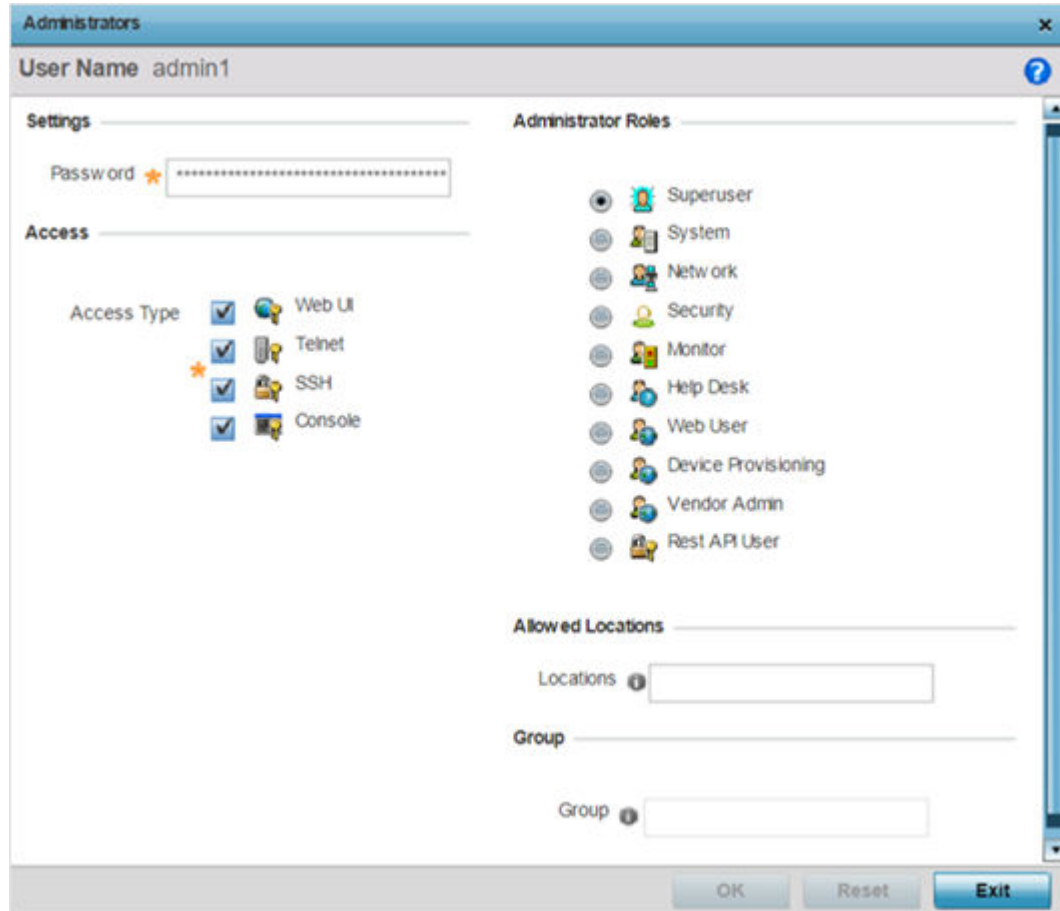 Administrators
User Name admin1
Settings
Password * *************************************
Access
Access Type
Web UI
Telnet
*
SSH
Console
Administrator Roles
Superuser
System
Network
Security
Monitor
Help Desk
Web User
Device Provisioning
Vendor Admin
Rest API User
Allowed Locations
Locations
Group
Group
OK
Reset
Exit